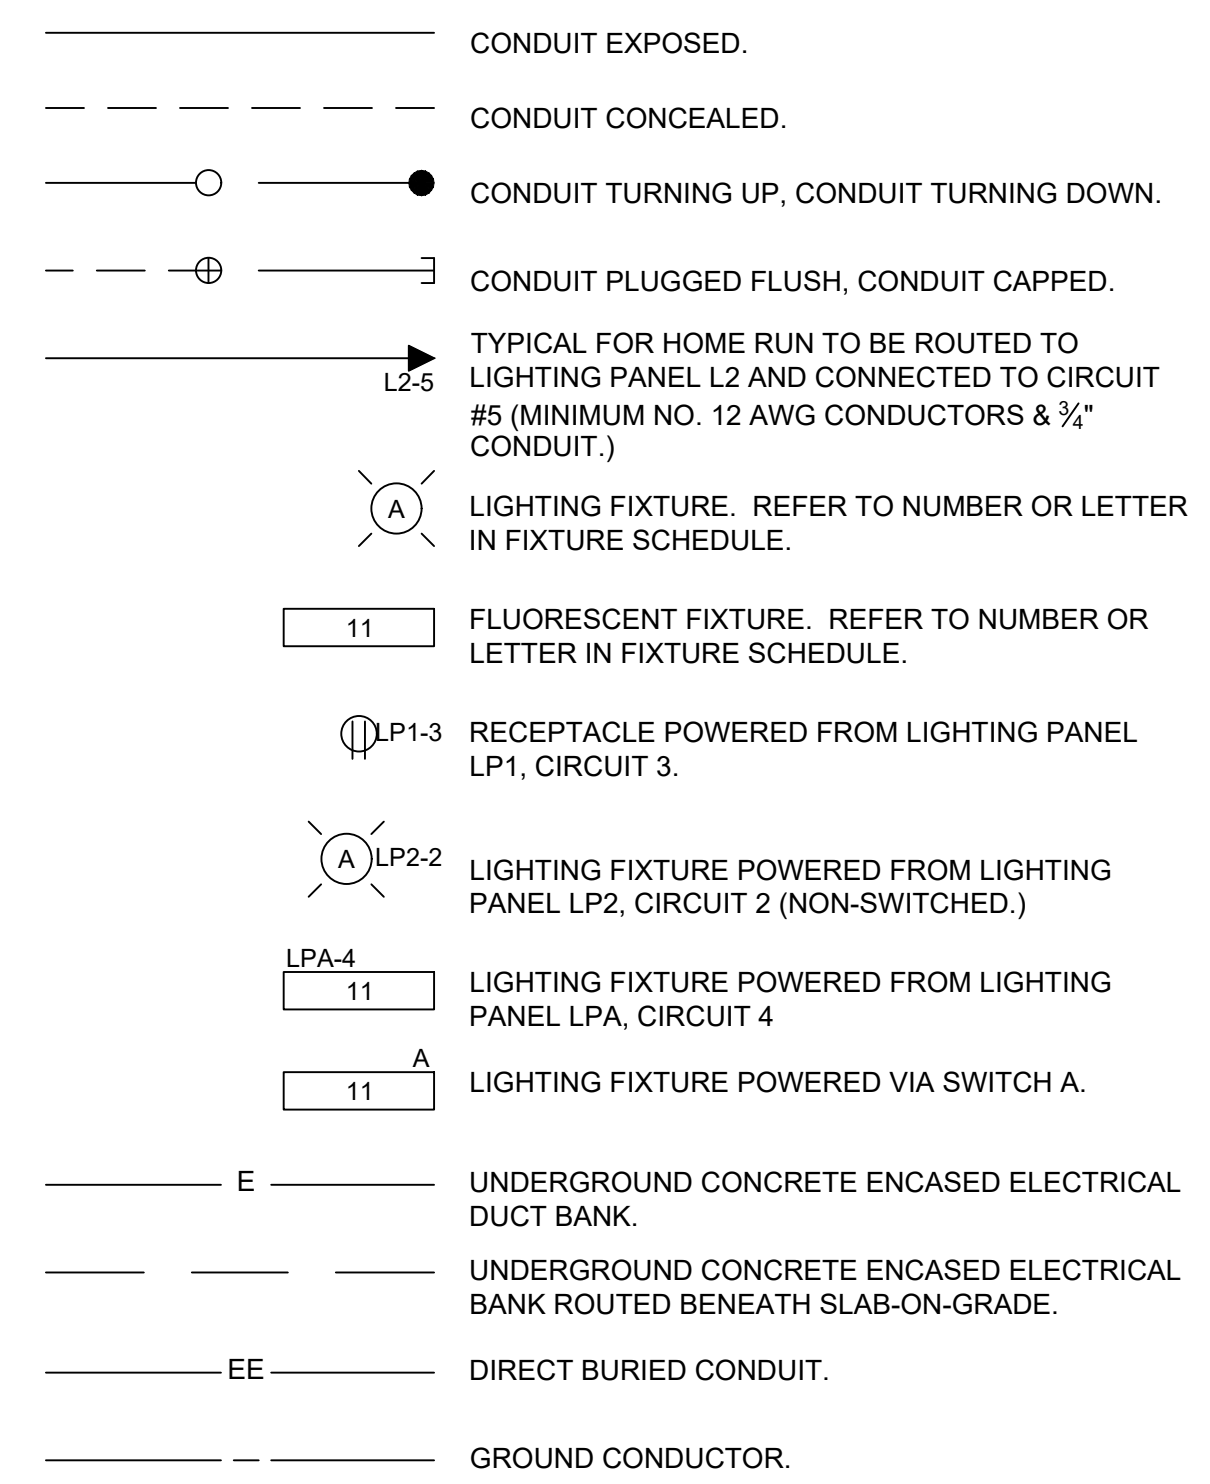 CONDUIT EXPOSED.
CONDUIT CONCEALED.
CONDUIT TURNING UP, CONDUIT TURNING DOWN.
CONDUIT PLUGGED FLUSH, CONDUIT CAPPED.
L2-5
TYPICAL FOR HOME RUN TO BE ROUTED TO
LIGHTING PANEL L2 AND CONNECTED TO CIRCUIT
#5 (MINIMUM NO. 12 AWG CONDUCTORS & ¾"
CONDUIT.)
A
LIGHTING FIXTURE.  REFER TO NUMBER OR LETTER
IN FIXTURE SCHEDULE.
11
FLUORESCENT FIXTURE.  REFER TO NUMBER OR
LETTER IN FIXTURE SCHEDULE.
LP1-3
RECEPTACLE POWERED FROM LIGHTING PANEL
LP1, CIRCUIT 3.
A
LP2-2
LIGHTING FIXTURE POWERED FROM LIGHTING
PANEL LP2, CIRCUIT 2 (NON-SWITCHED.)
LPA-4
11
LIGHTING FIXTURE POWERED FROM LIGHTING
PANEL LPA, CIRCUIT 4
A
11
LIGHTING FIXTURE POWERED VIA SWITCH A.
E
UNDERGROUND CONCRETE ENCASED ELECTRICAL
DUCT BANK.
UNDERGROUND CONCRETE ENCASED ELECTRICAL
BANK ROUTED BENEATH SLAB-ON-GRADE.
EE
DIRECT BURIED CONDUIT.
GROUND CONDUCTOR.